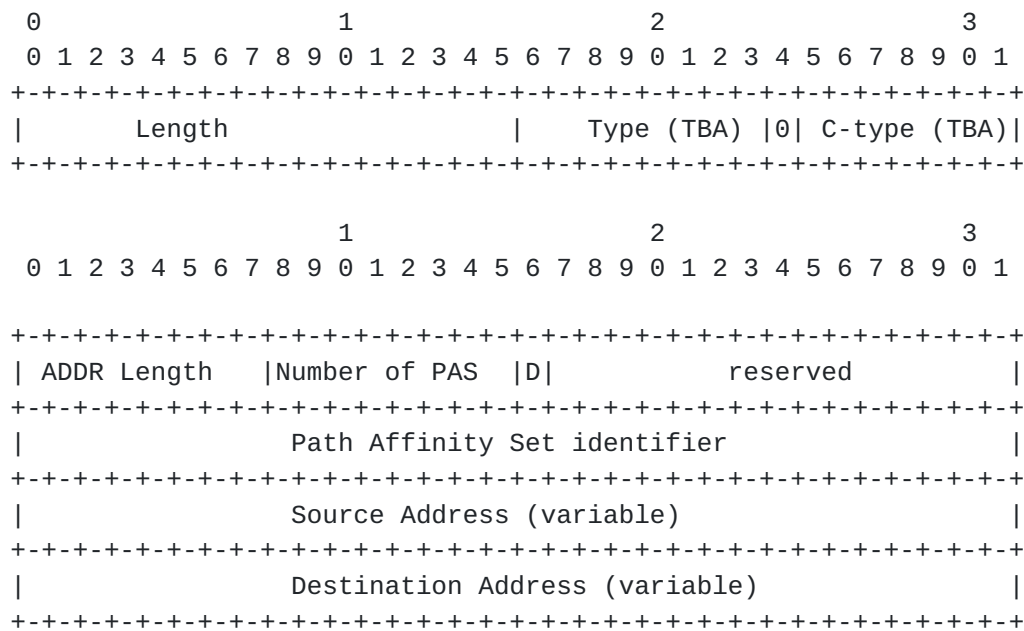 0                   1                   2                   3
 0 1 2 3 4 5 6 7 8 9 0 1 2 3 4 5 6 7 8 9 0 1 2 3 4 5 6 7 8 9 0 1
+-+-+-+-+-+-+-+-+-+-+-+-+-+-+-+-+-+-+-+-+-+-+-+-+-+-+-+-+-+-+-+-+
|       Length                  |    Type (TBA) |0| C-type (TBA)|
+-+-+-+-+-+-+-+-+-+-+-+-+-+-+-+-+-+-+-+-+-+-+-+-+-+-+-+-+-+-+-+-+
                     1                   2                   3
 0 1 2 3 4 5 6 7 8 9 0 1 2 3 4 5 6 7 8 9 0 1 2 3 4 5 6 7 8 9 0 1
+-+-+-+-+-+-+-+-+-+-+-+-+-+-+-+-+-+-+-+-+-+-+-+-+-+-+-+-+-+-+-+-+
| ADDR Length   |Number of PAS  |D|           reserved          |
+-+-+-+-+-+-+-+-+-+-+-+-+-+-+-+-+-+-+-+-+-+-+-+-+-+-+-+-+-+-+-+-+
|                 Path Affinity Set identifier                  |
+-+-+-+-+-+-+-+-+-+-+-+-+-+-+-+-+-+-+-+-+-+-+-+-+-+-+-+-+-+-+-+-+
|                 Source Address (variable)                     |
+-+-+-+-+-+-+-+-+-+-+-+-+-+-+-+-+-+-+-+-+-+-+-+-+-+-+-+-+-+-+-+-+
|                 Destination Address (variable)                |
+-+-+-+-+-+-+-+-+-+-+-+-+-+-+-+-+-+-+-+-+-+-+-+-+-+-+-+-+-+-+-+-+